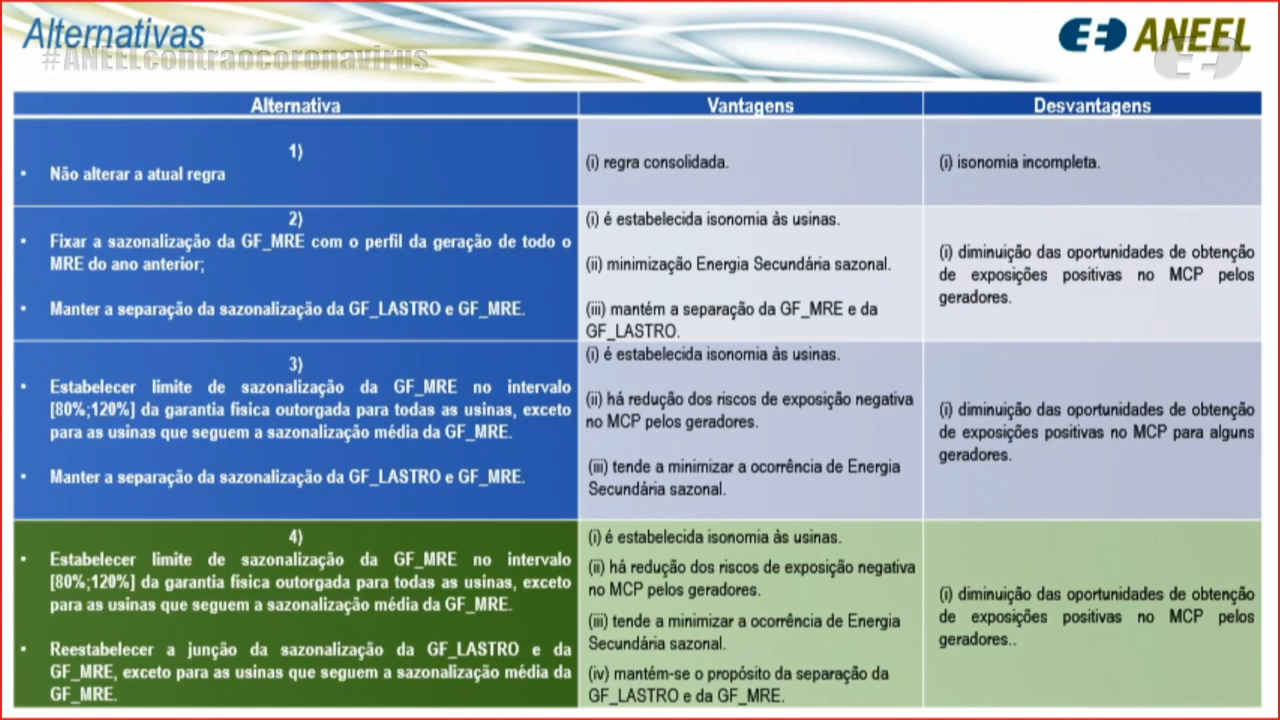 Alternativas
#ANEELcontraocoronavirus
ANEEL
Alternativa
Vantagens
Desvantagens
1)
• Não alterar a atual regra
(i) regra consolidada.
(i) isonomia incompleta.
2)
• Fixar a sazonalização da GF_MRE com o perfil da geração de todo o
MRE do ano anterior;
• Manter a separação da sazonalização da GF_LASTRO e GF_MRE.
(i) é estabelecida isonomia às usinas.
(ii) minimização Energia Secundária sazonal.
(iii) mantém a separação da GF_MRE e da
GF_LASTRO.
(i) diminuição das oportunidades de obtenção
de exposições positivas no MCP pelos
geradores.
3)
• Estabelecer limite de sazonalização da GF_MRE no intervalo
[80%;120%] da garantia física outorgada para todas as usinas, exceto
para as usinas que seguem a sazonalização média da GF_MRE.
• Manter a separação da sazonalização da GF_LASTRO e GF_MRE.
(i) é estabelecida isonomia às usinas.
(ii) há redução dos riscos de exposição negativa
no MCP pelos geradores.
(iii) tende a minimizar a ocorrência de Energia
Secundária sazonal.
(i) diminuição das oportunidades de obtenção
de exposições positivas no MCP para alguns
geradores.
4)
• Estabelecer limite de sazonalização da GF_MRE no intervalo
[80%;120%] da garantia física outorgada para todas as usinas, exceto
para as usinas que seguem a sazonalização média da GF_MRE.
• Reestabelecer a junção da sazonalização da GF_LASTRO e da
GF_MRE, exceto para as usinas que seguem a sazonalização média da
GF_MRE.
(i) é estabelecida isonomia às usinas.
(ii) há redução dos riscos de exposição negativa
no MCP pelos geradores.
(iii) tende a minimizar a ocorrência de Energia
Secundária sazonal.
(iv) mantém-se o propósito da separação da
GF_LASTRO e da GF_MRE.
(i) diminuição das oportunidades de obtenção
de exposições positivas no MCP pelos
geradores..